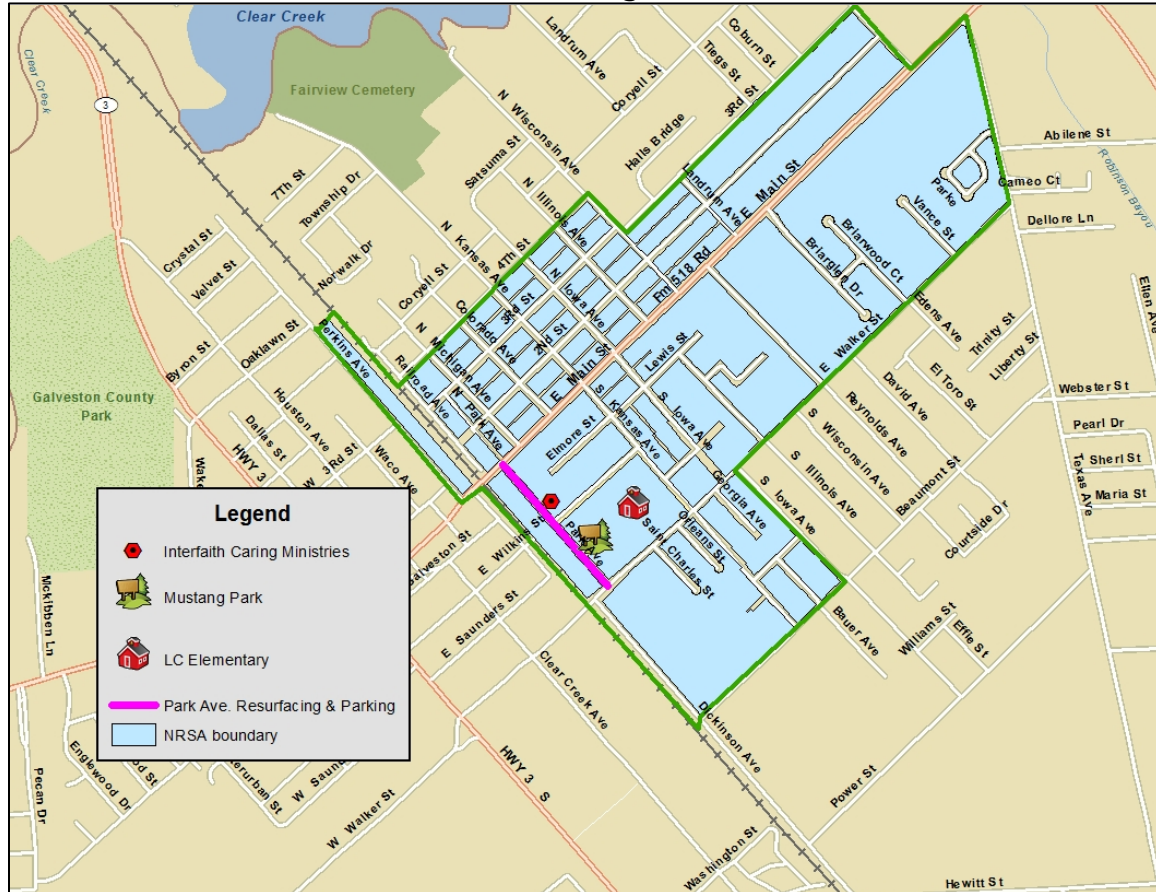 Clear Creek
Clear Creek
3
Fairview Cemetery
Landrum Ave
Coryell St
Tiegs St
Coburn St
3Rd St
Halls Bridge
N Wisconsin Ave
Satsuma St
N Illinois Ave
7Th St
Township Dr
Norwalk Dr
N Kansas Ave
4Th St
Coryell St
Crystal St
Velvet St
Byron St
Oaklawn St
Galveston County
Park
Perkins Ave
Railroad Ave
N Michigan Ave
Colorado Ave
3Rd St
2Nd St
N Iowa Ave
N Park Ave
E Main St
Landrum Ave
E Main St
Fm 518 Rd
Abilene St
Robinson Bayou
Cameo Ct
Parke
Vance St
Dellore Ln
Briarwood Ct
Briarglen Dr
Edens Ave
Ellen Ave
Trinity St
Liberty St
E Walker St
Lewis St
S Kansas Ave
S Iowa Ave
Elmore St
David Ave
El Toro St
Reynolds Ave
S Wisconsin Ave
S Illinois Ave
S Iowa Ave
Beaumont St
Courtside Dr
Webster St
Pearl Dr
Sherl St
Maria St
Texas Ave
Georgia Ave
Orleans St
Saint Charles St
Park Ave
Houston Ave
Dallas St
W 3Rd St
HWY 3
Waco Ave
Galveston St
E Wilkins St
E Saunders St
Clear Creek Ave
Bauer Ave
Williams St
Effie St
Dickinson Ave
Power St
Washington St
Hewitt St
HWY 3 S
W Walker St
Mckibben Ln
Pecan Dr
Englewood Dr
Legend
Interfaith Caring Ministries
Mustang Park
LC Elementary
Park Ave. Resurfacing & Parking
NRSA boundary